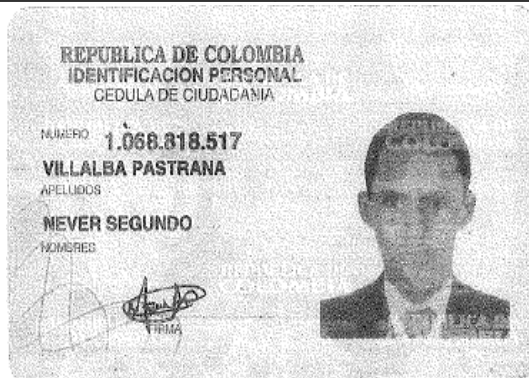 REPUBLICA DE COLOMBIA
IDENTIFICACION PERSONAL
CEDULA DE CIUDADANIA
NUMERO 1.068.818.517
VILLALBA PASTRANA
APELLIDOS
NEVER SEGUNDO
NOMBRES
FIRMA